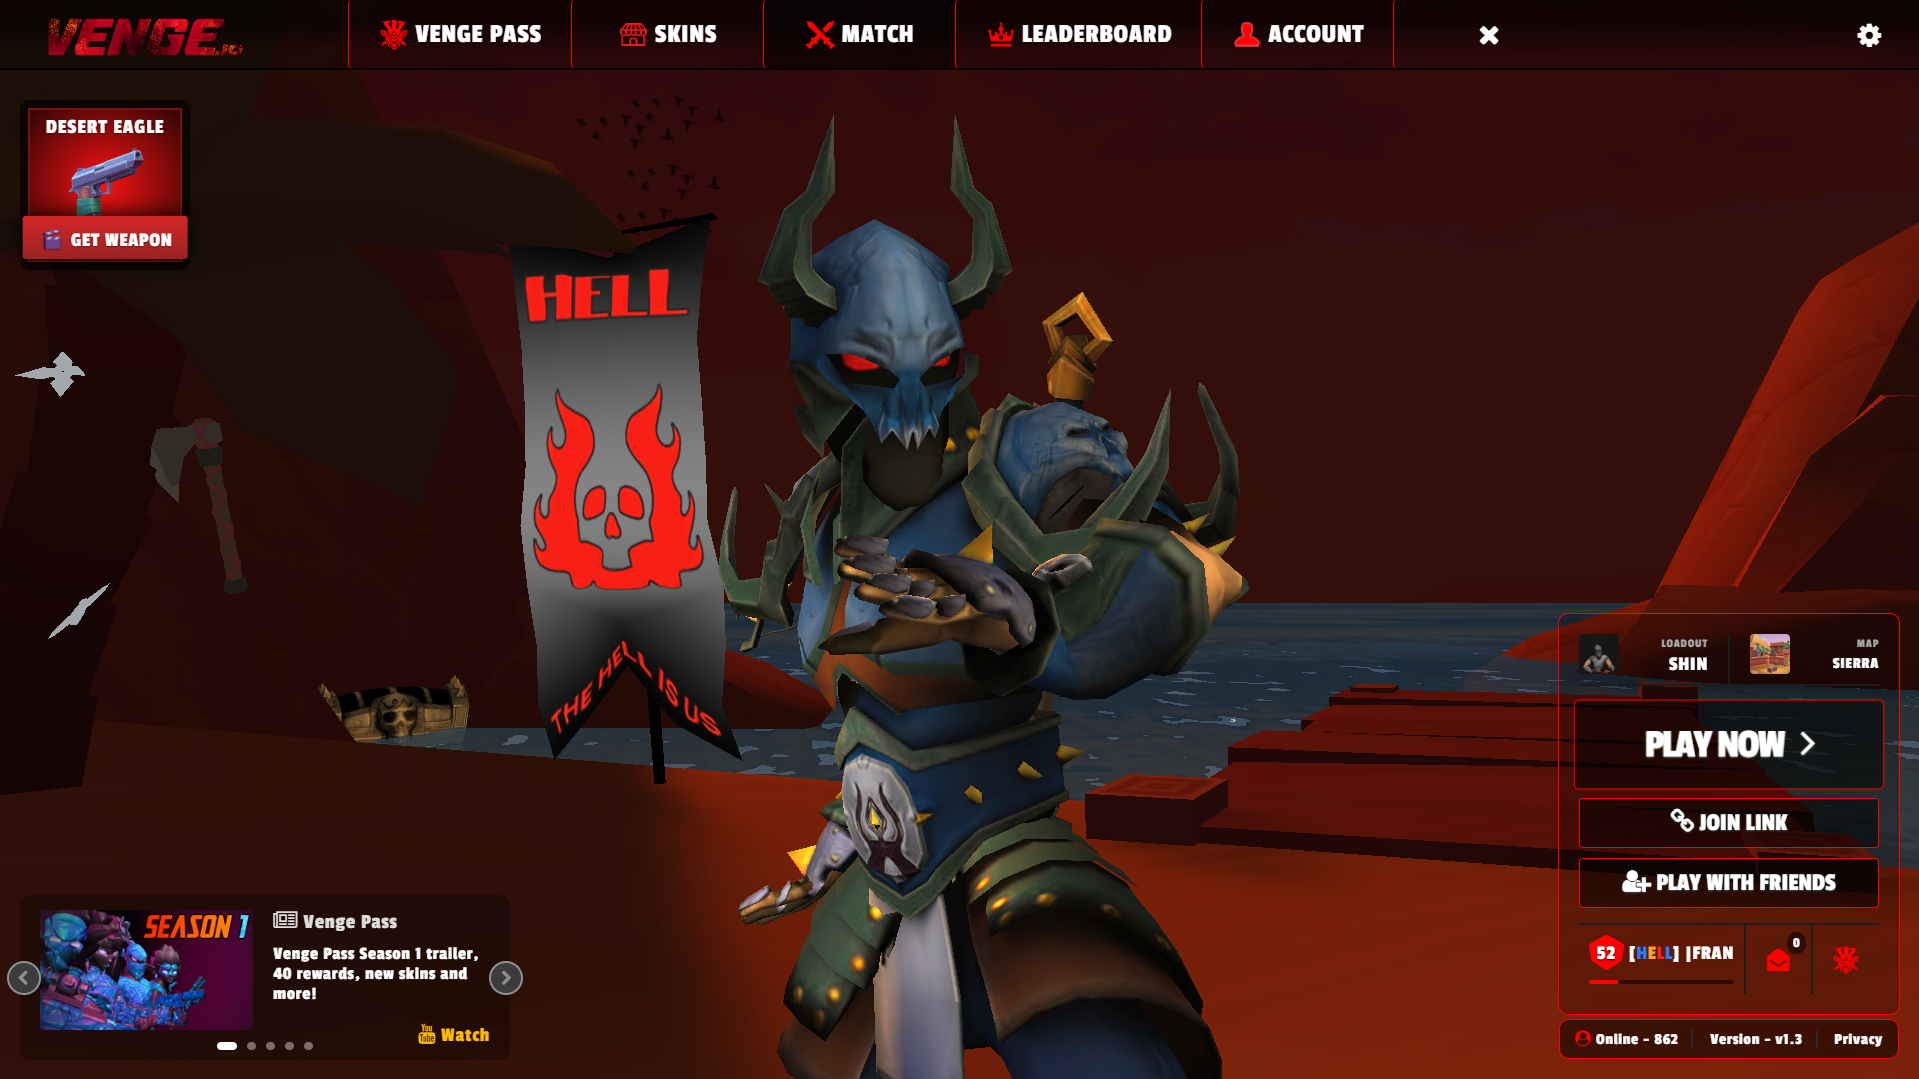 VENGE.io
VENGE PASS
SKINS
MATCH
LEADERBOARD
ACCOUNT
DESERT EAGLE
GET WEAPON
HELL
THE HELL IS US
LOADOUT
SHIN
MAP
SIERRA
PLAY NOW
JOIN LINK
PLAY WITH FRIENDS
52 [HELL] |FRAN
0
SEASON 1
Venge Pass
Venge Pass Season 1 trailer,
40 rewards, new skins and
more!
You Tube Watch
Online - 862
Version - v1.3
Privacy